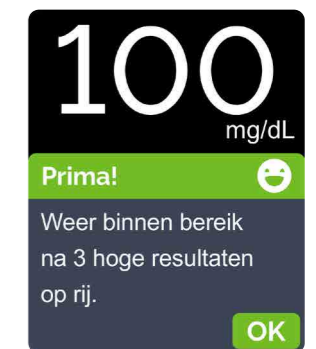 100
mg/dL
Prima!
Weer binnen bereik
na 3 hoge resultaten
op rij.
OK